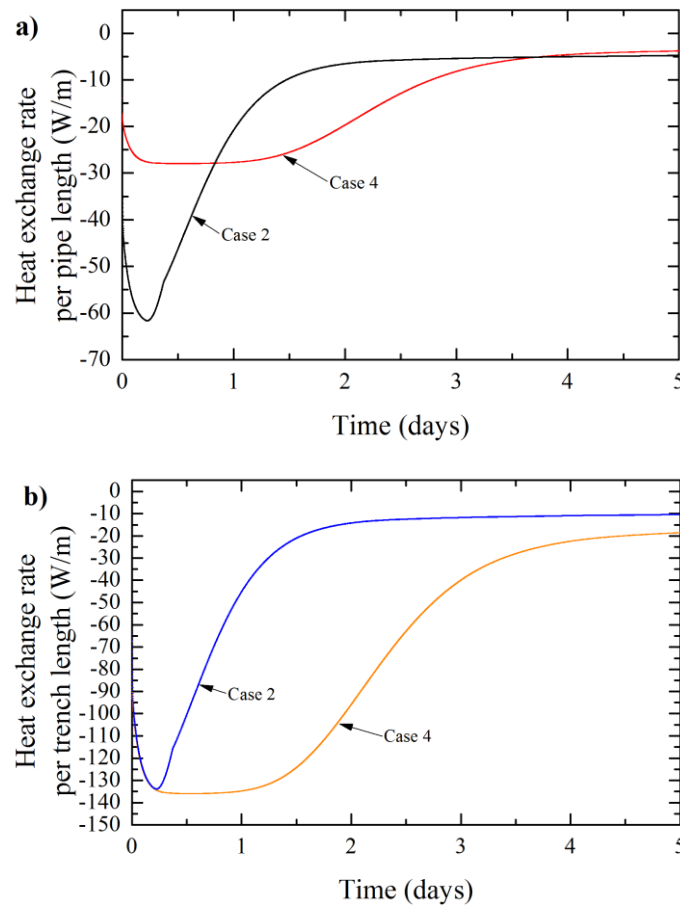 a)
0
-10
-20
-30
-40
-50
-60
-70
Heat exchange rate
per pipe length (W/m)
Case 4
Case 2
0 1 2 3 4 5
Time (days)
b)
0
-10
-20
-30
-40
-50
-60
-70
-80
-90
-100
-110
-120
-130
-140
-150
Heat exchange rate
per trench length (W/m)
Case 2
Case 4
0 1 2 3 4 5
Time (days)